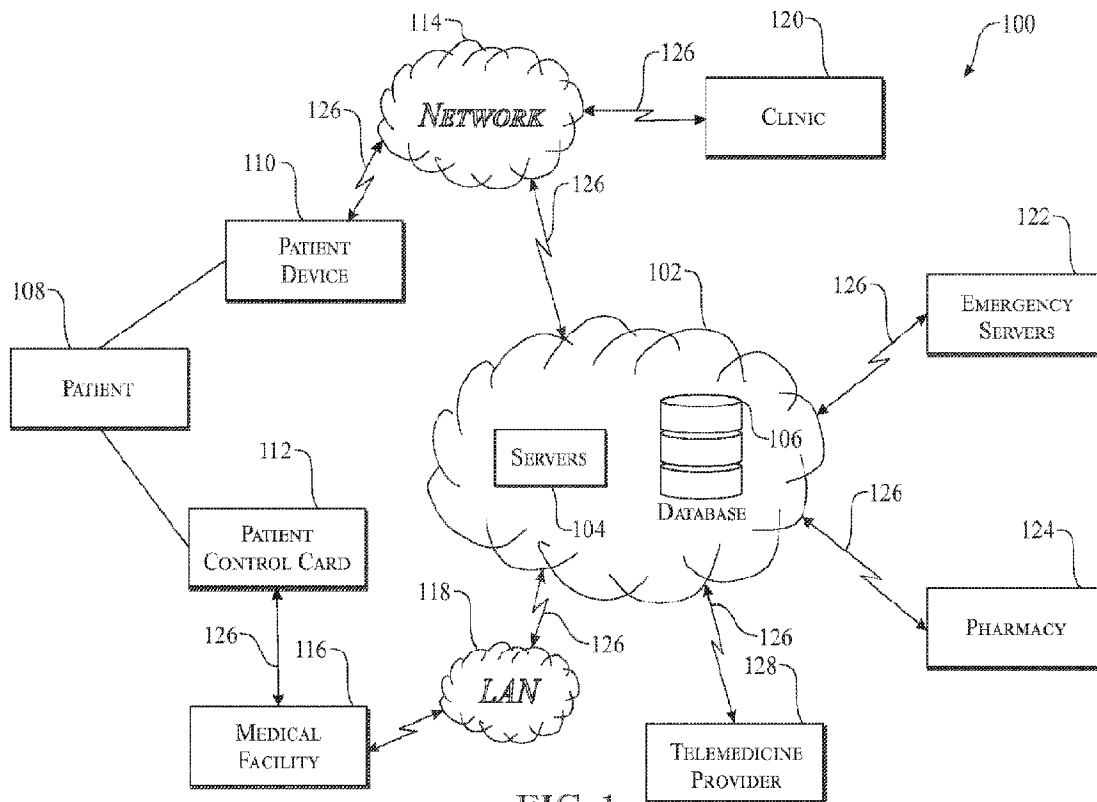 114
120
100
126
NETWORK
CLINIC
126
110
126
PATIENT
DEVICE
122
108
102
126
EMERGENCY
SERVERS
PATIENT
106
112
SERVERS
DATABASE
126
104
124
PATIENT
CONTROL CARD
118
126
PHARMACY
126
116
126
128
LAN
MEDICAL
FACILITY
TELEMEDICINE
PROVIDER
FIG. 1